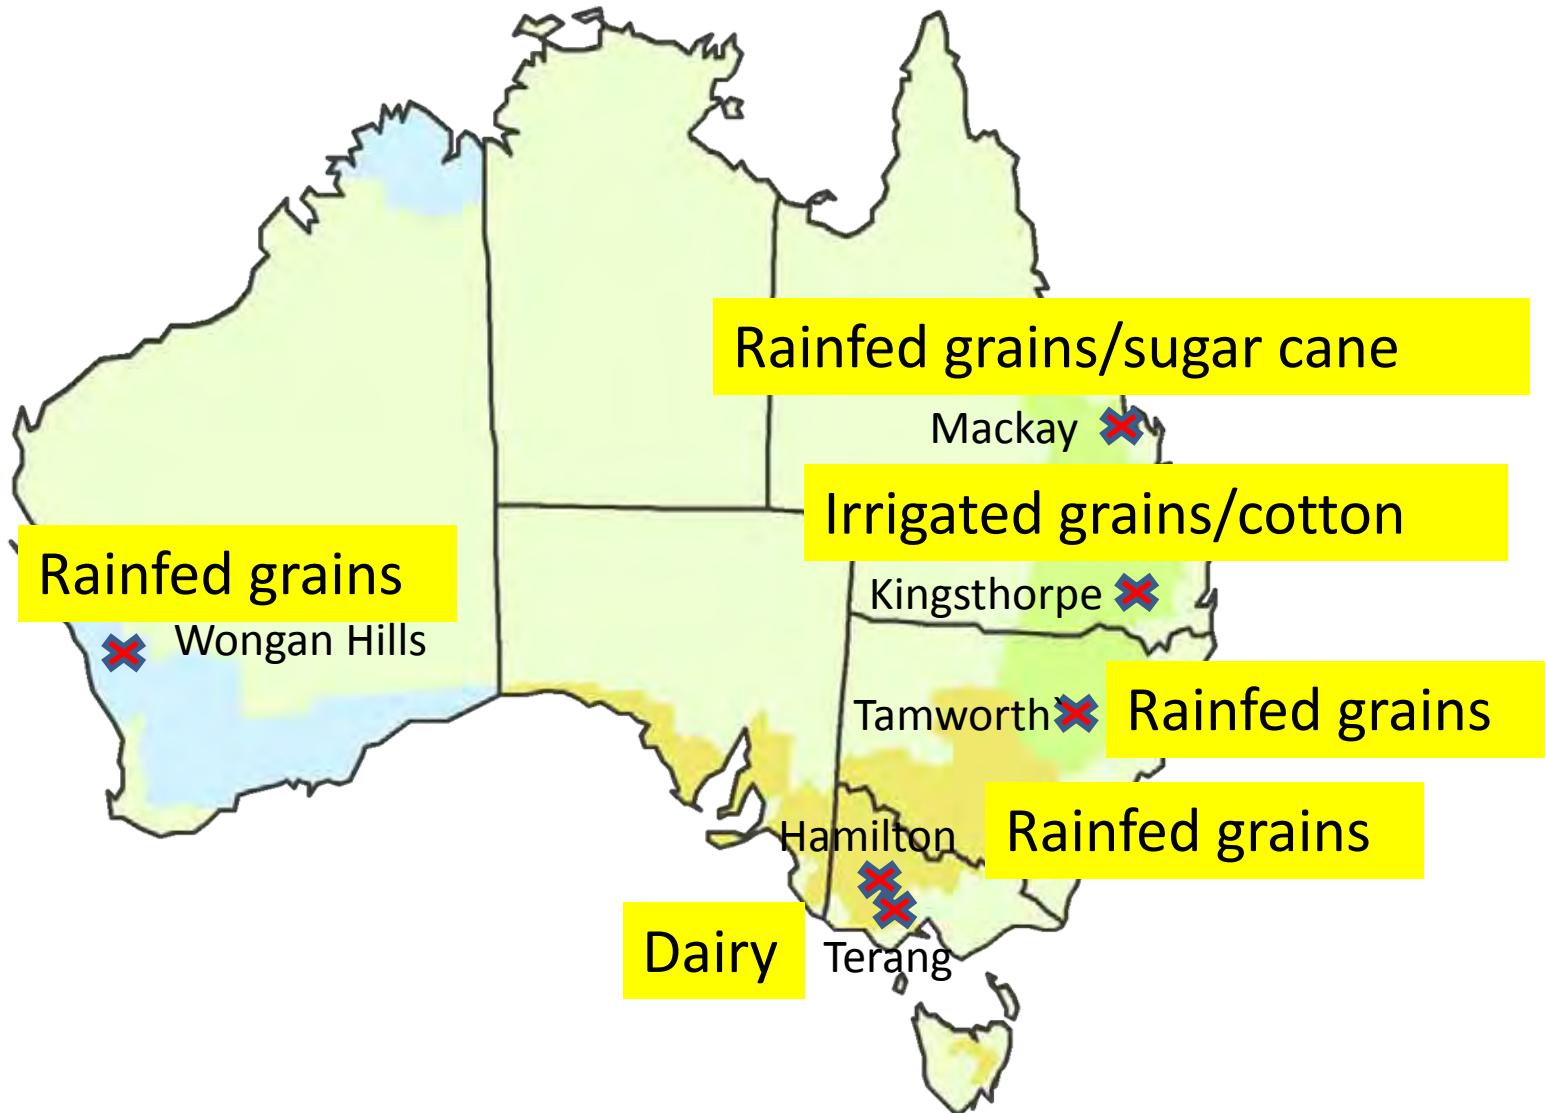 Rainfed grains/sugar cane
Mackay
Irrigated grains/cotton
Rainfed grains
Kingsthorpe
Wongan Hills
Tamworth` Rainfed grains
Hamilton Rainfed grains
Dairy Terang